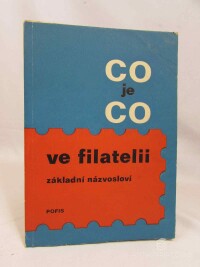 CO
je
CO
ve filatelii
základní názvosloví
POFIS